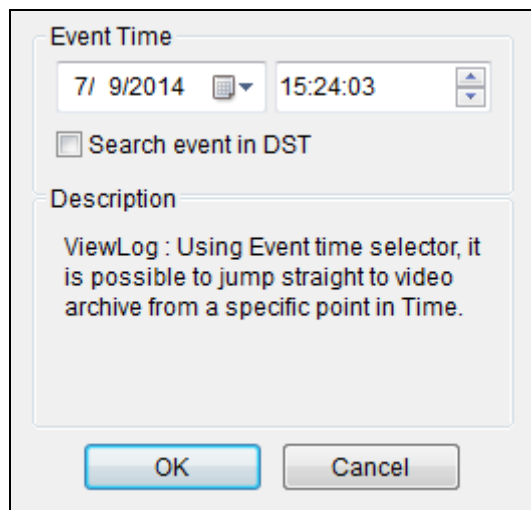 Event Time
7/ 9/2014 15:24:03
Search event in DST
Description
ViewLog : Using Event time selector, it
is possible to jump straight to video
archive from a specific point in Time.
OK Cancel